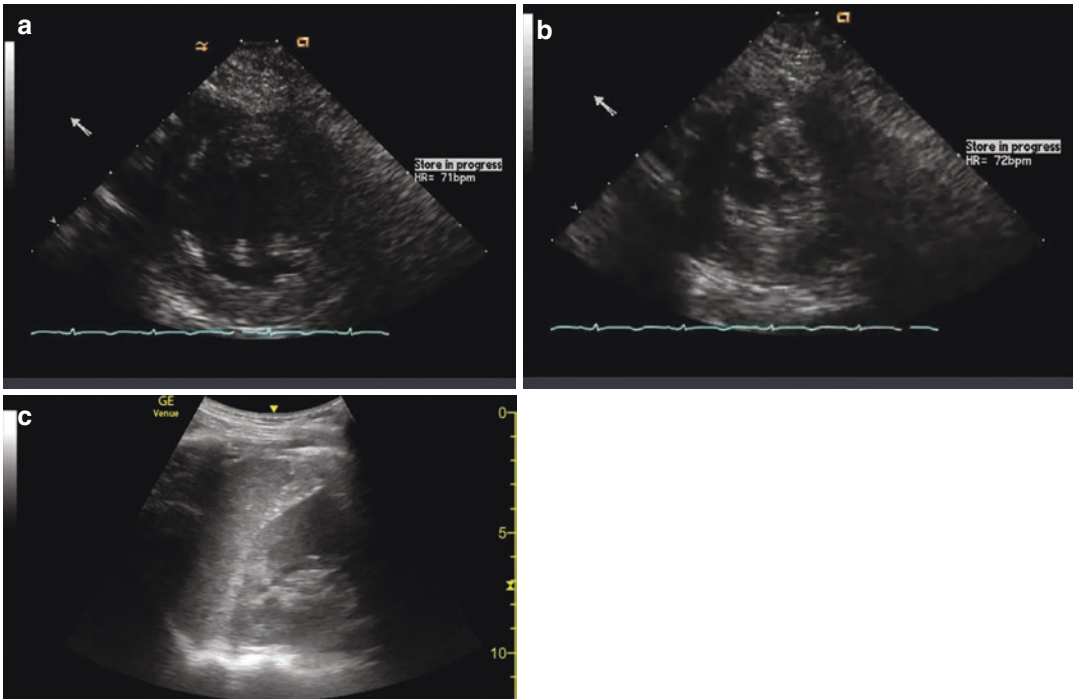 a
Store in progress
HR= 71bpm
b
Store in progress
HR= 72bpm
c
GE
Venue
0
5
10